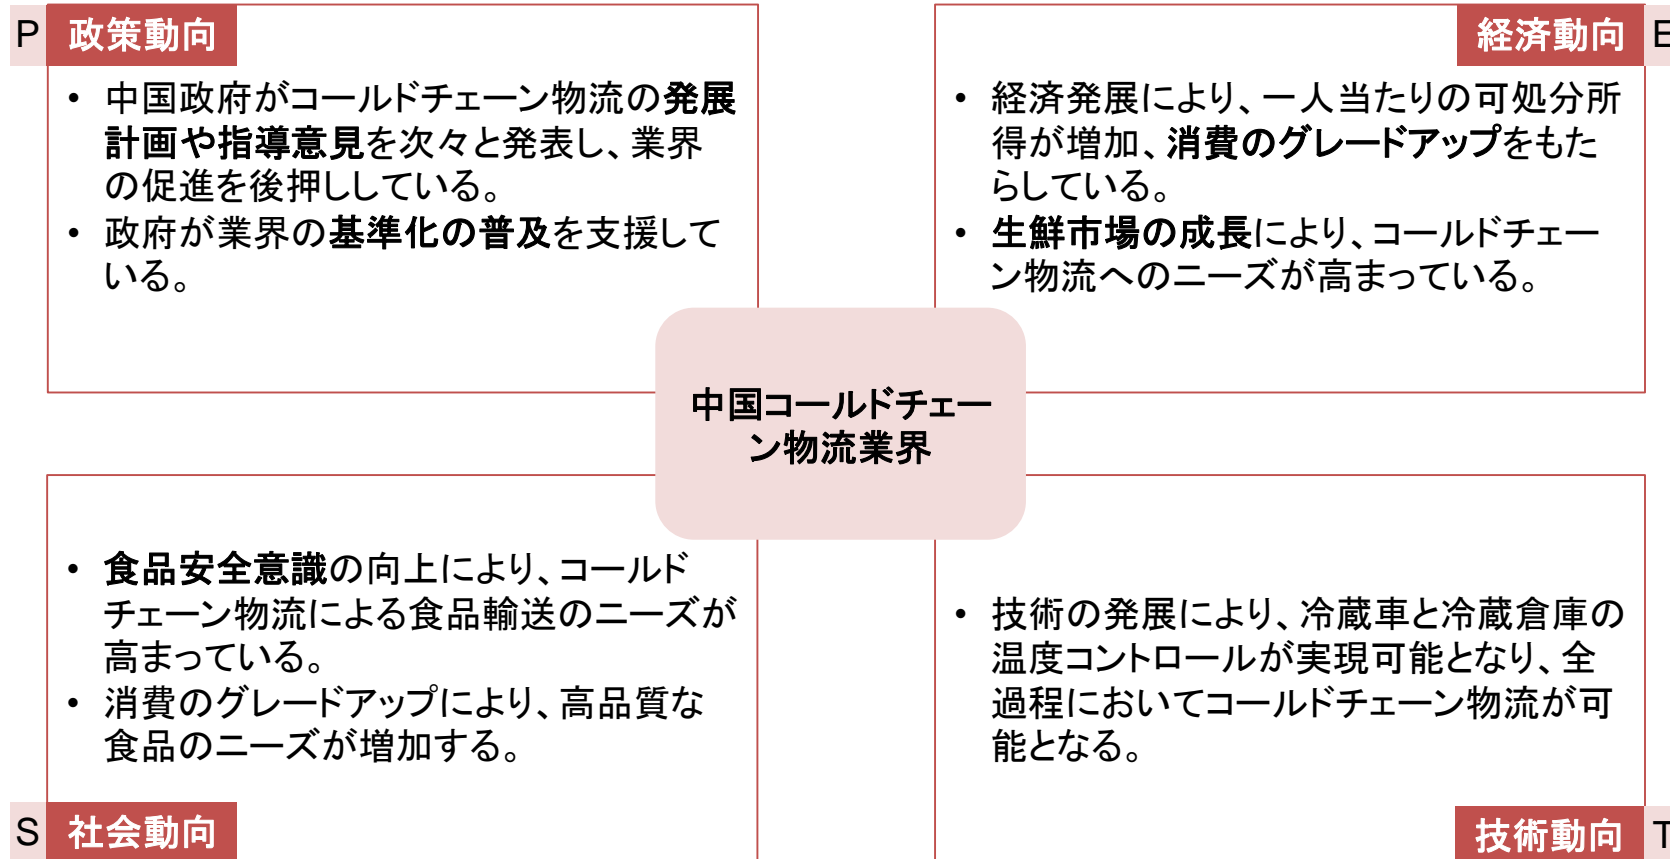 P 政策動向
• 中国政府がコールドチェーン物流の発展
計画や指導意見を次々と発表し、業界
の促進を後押ししている。
• 政府が業界の基準化の普及を支援して
いる。
経済動向 E
• 経済発展により、一人当たりの可処分所
得が増加、消費のグレードアップをもた
らしている。
• 生鮮市場の成長により、コールドチェー
ン物流へのニーズが高まっている。
中国コールドチェー
ン物流業界
• 食品安全意識の向上により、コールド
チェーン物流による食品輸送のニーズが
高まっている。
• 消費のグレードアップにより、高品質な
食品のニーズが増加する。
S 社会動向
• 技術の発展により、冷蔵車と冷蔵倉庫の
温度コントロールが実現可能となり、全
過程においてコールドチェーン物流が可
能となる。
技術動向 T